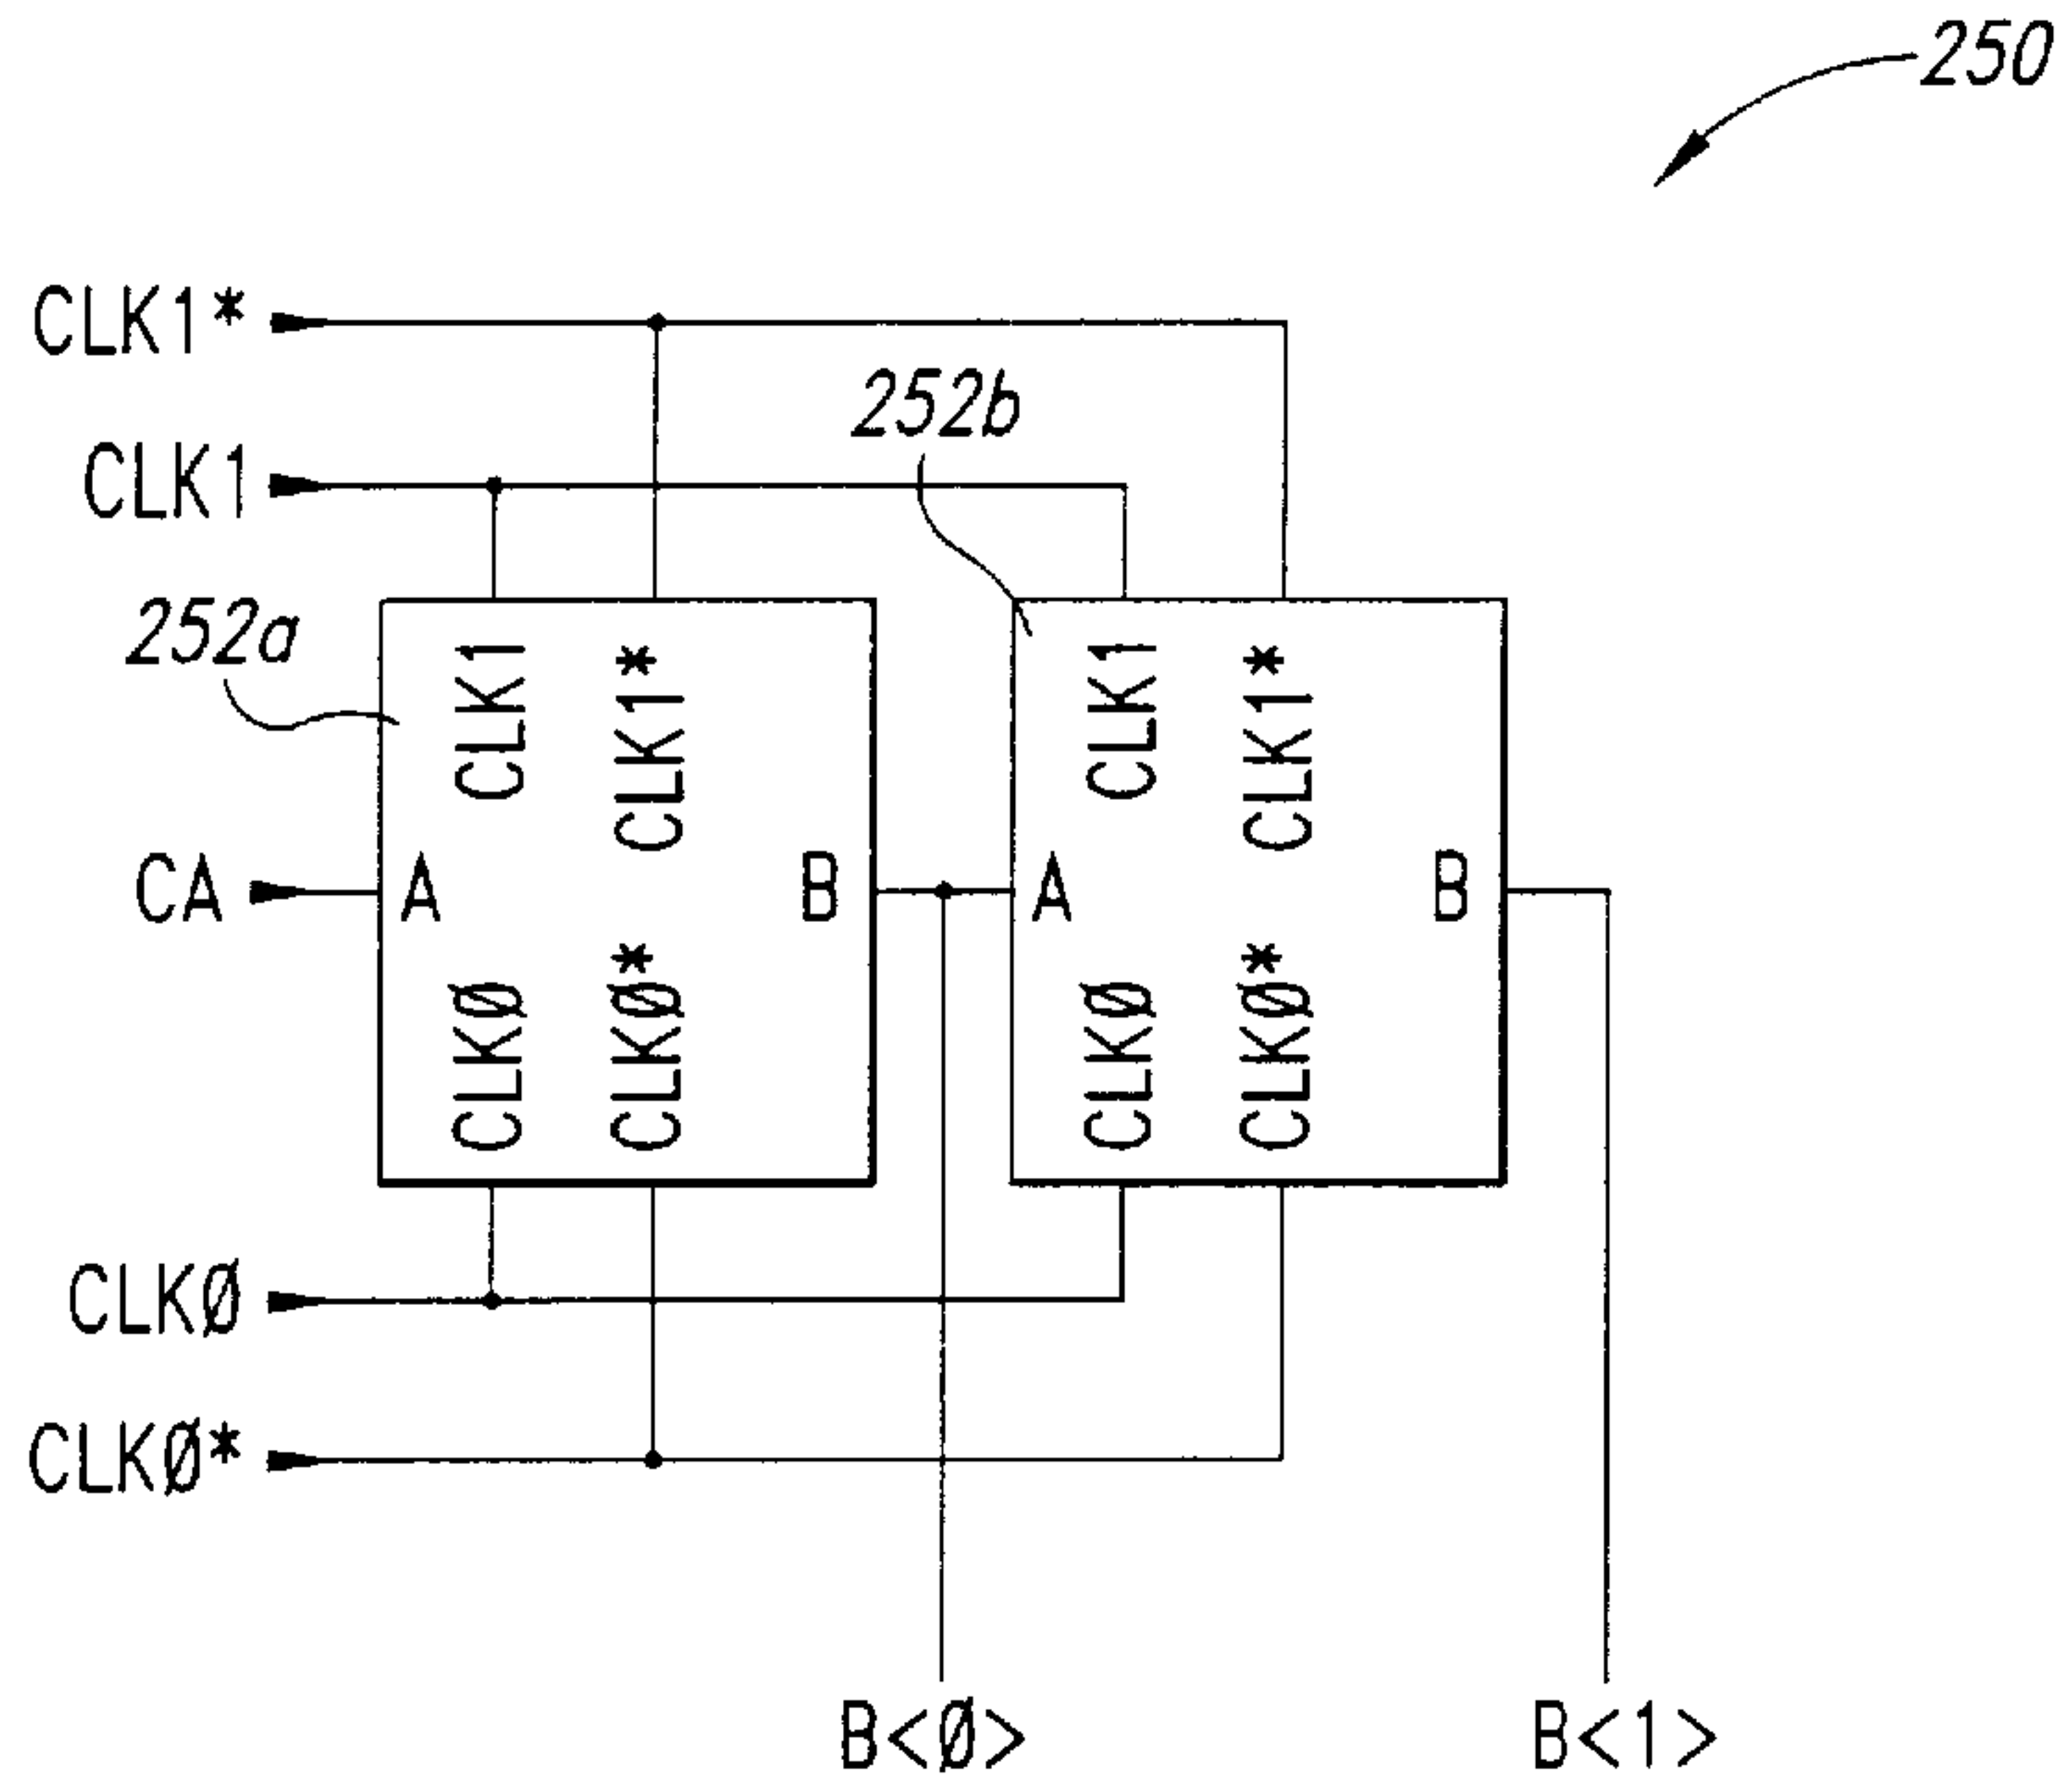 250
CLK1*
252b
CLK1
252a
CLK1
CLK1*
CLK1
CLK1*
CA
A
B
A
B
CLKØ
CLKØ*
CLKØ
CLKØ*
CLKØ
CLKØ*
B<Ø>
B<1>